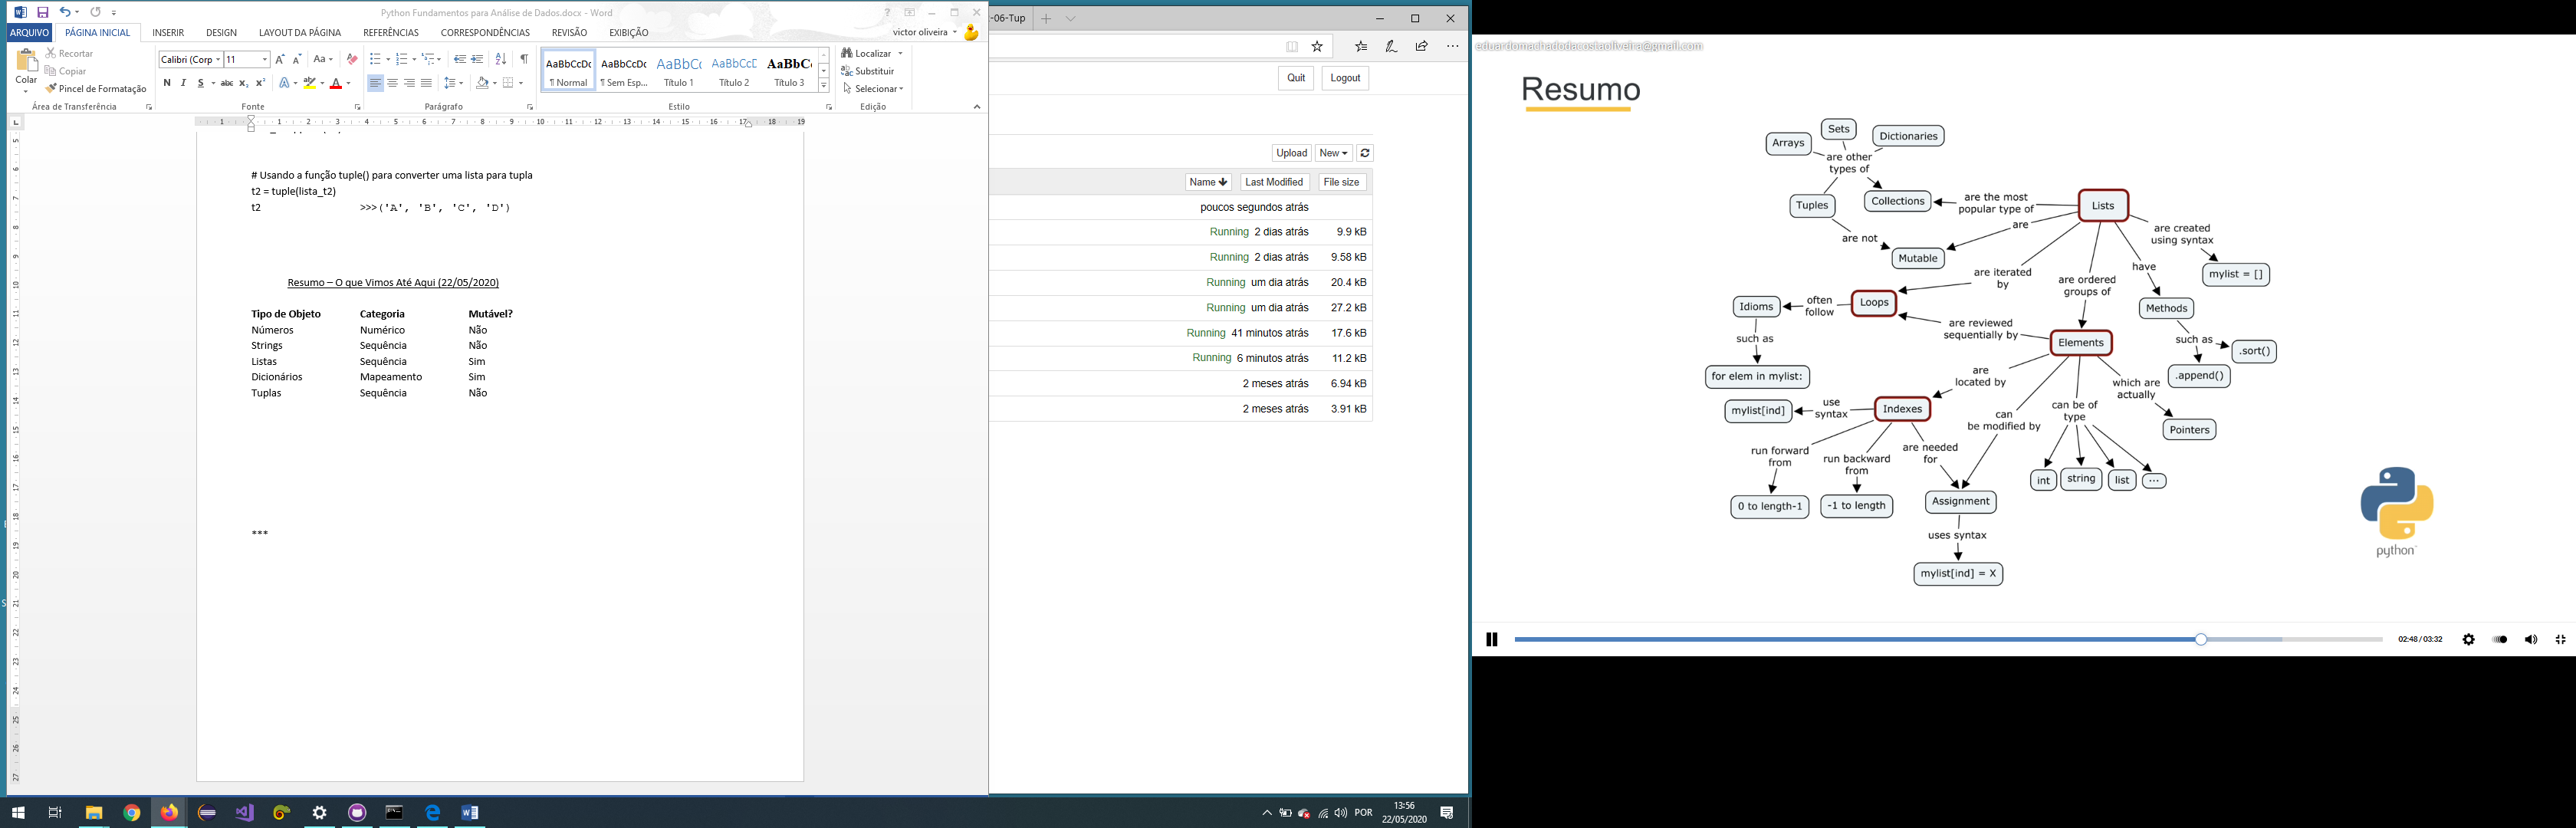 Python Fundamentos para Análise de Dados.docx - Word
ARQUIVO PÁGINA INICIAL INSERIR DESIGN LAYOUT DA PÁGINA REFERÊNCIAS CORRESPONDÊNCIAS REVISÃO EXIBIÇÃO
victor oliveira
Colar
Recortar
Copiar
Pincel de Formatação
Área de Transferência
Calibri (Corp 11
Fonte
Parágrafo
AaBbCcDc AaBbCcDc AaBbCc AaBbCcD AaBbC
¶ Normal ¶ Sem Esp... Título 1 Título 2 Título 3
Estilo
Localizar
Substituir
Selecionar
Edição
# Usando a função tuple() para converter uma lista para tupla
t2 = tuple(lista_t2)
t2 >>>('A', 'B', 'C', 'D')
Resumo – O que Vimos Até Aqui (22/05/2020)
Tipo de Objeto Categoria Mutável?
Números Numérico Não
Strings Sequência Não
Listas Sequência Sim
Dicionários Mapeamento Sim
Tuplas Sequência Não
***
-06-Tup
Quit Logout
Upload New
Name Last Modified File size
poucos segundos atrás
Running 2 dias atrás 9.9 kB
Running 2 dias atrás 9.58 kB
Running um dia atrás 20.4 kB
Running um dia atrás 27.2 kB
Running 41 minutos atrás 17.6 kB
Running 6 minutos atrás 11.2 kB
2 meses atrás 6.94 kB
2 meses atrás 3.91 kB
POR
13:56
22/05/2020
eduardomachadodacostaoliveira@gmail.com
Resumo
Arrays
Sets
Dictionaries
are other
types of
Tuples
Collections
are the most
popular type of
Lists
are not
Mutable
are
are created
using syntax
mylist = []
are iterated
by
are ordered
groups of
have
Methods
such as
.sort()
.append()
Idioms
often
follow
Loops
such as
for elem in mylist:
are reviewed
sequentially by
Elements
are
located by
which are
actually
Pointers
mylist[ind]
use
syntax
Indexes
can
be modified by
can be of
type
int
string
list
...
run forward
from
0 to length-1
run backward
from
-1 to length
are needed
for
Assignment
uses syntax
mylist[ind] = X
python
02:48 / 03:32